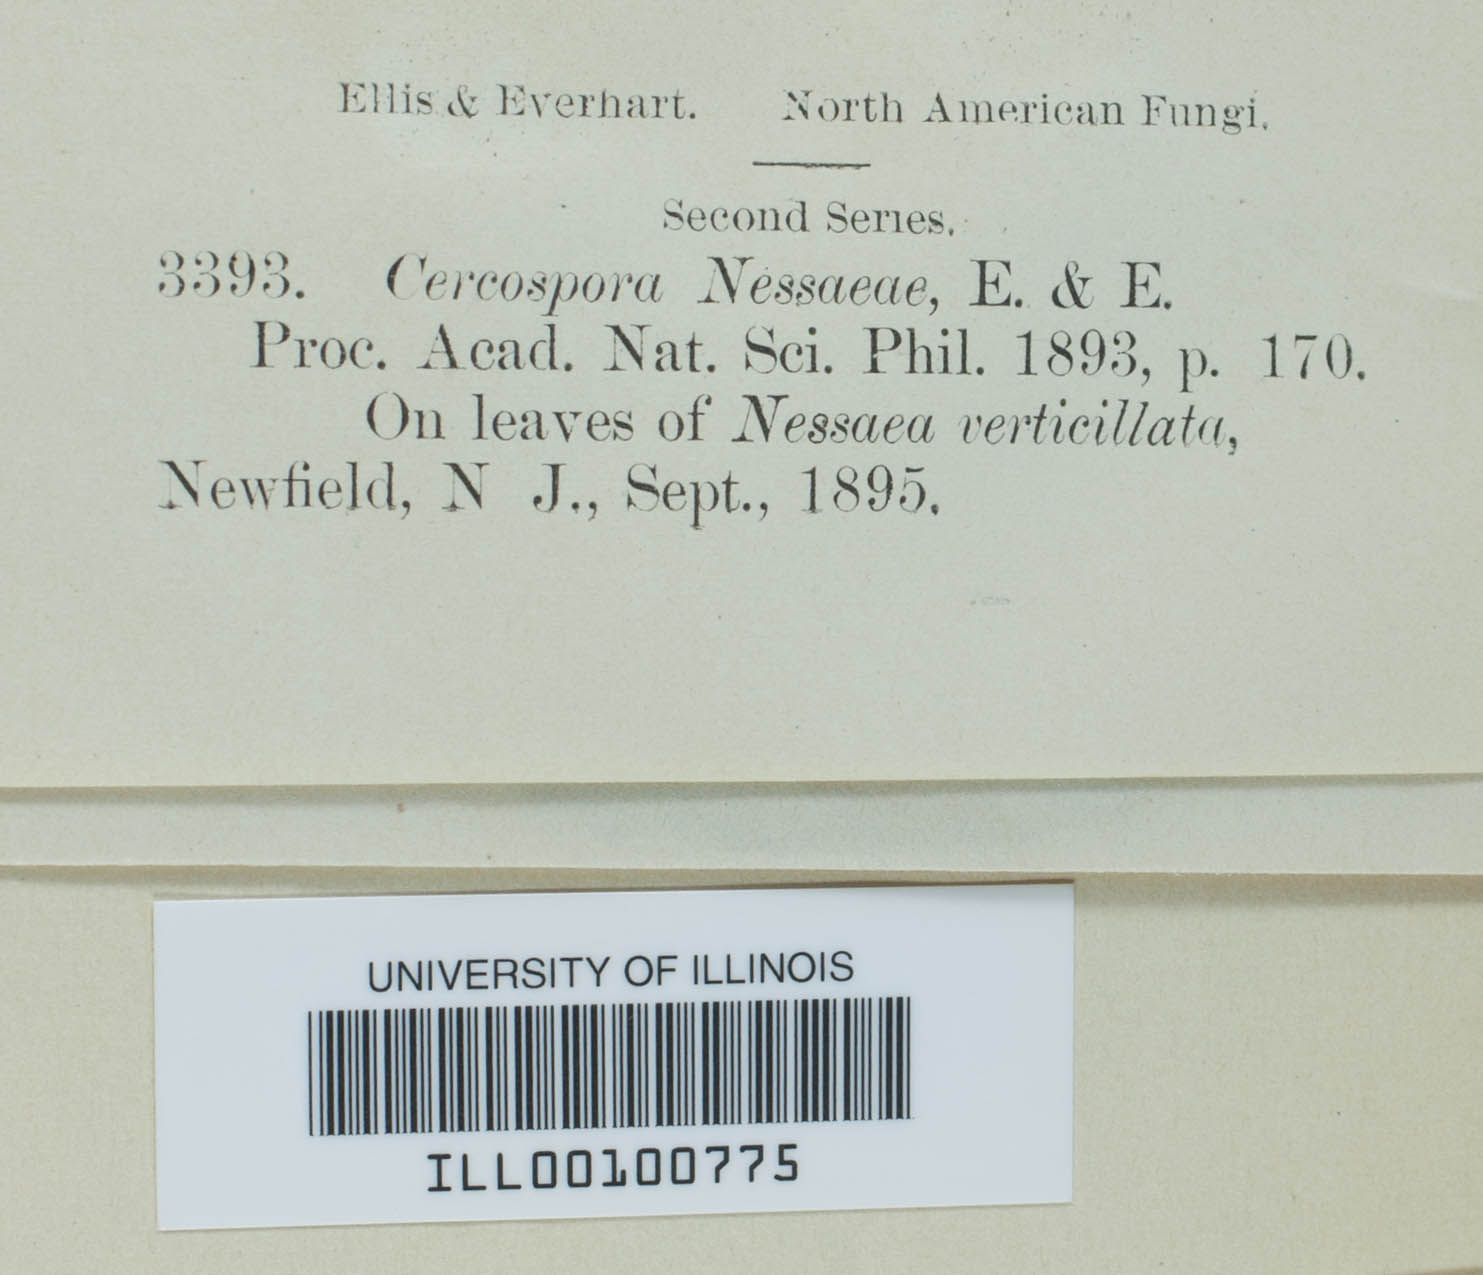 Ellis & Everhart. North American Fungi.
Second Series.
3393. Cercospora Nessaeae, E. & E.
Proc. Acad. Nat. Sci. Phil. 1893, p. 170.
On leaves of Nessaea verticillata,
Newfield, N J., Sept., 1895.
UNIVERSITY OF ILLINOIS
ILL00100775